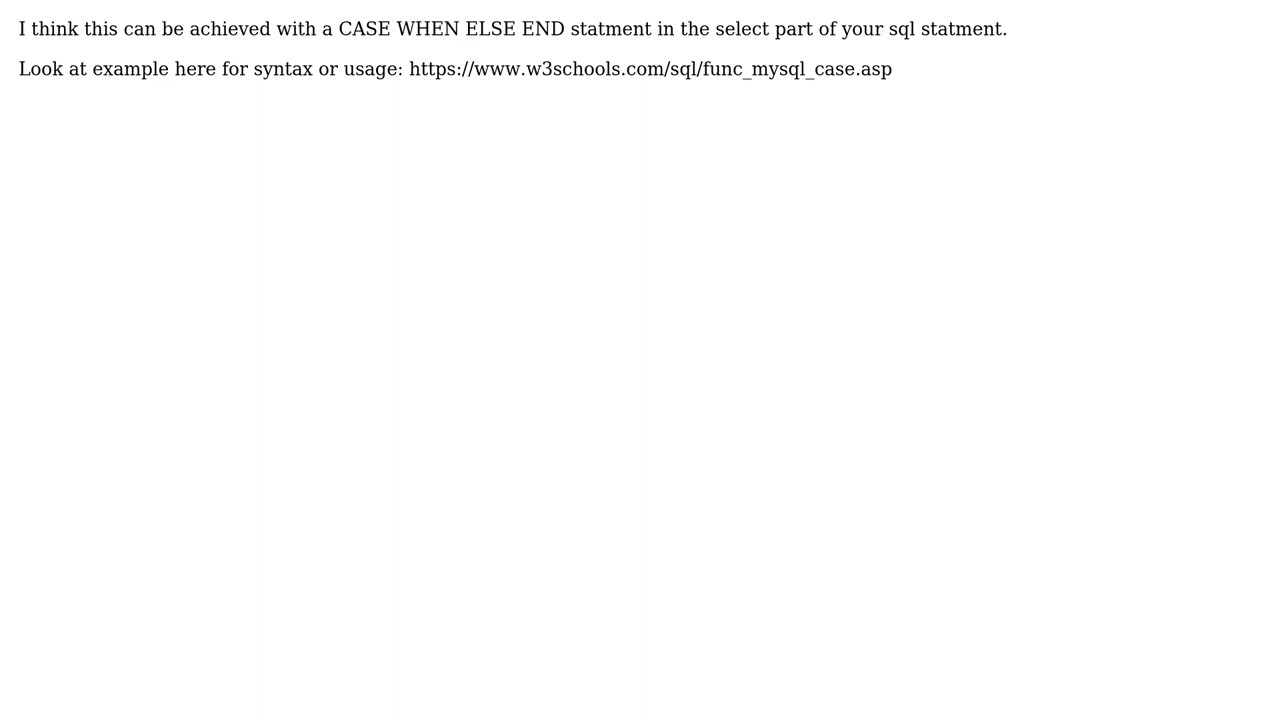 I think this can be achieved with a CASE WHEN ELSE END statment in the select part of your sql statment.
Look at example here for syntax or usage: https://www.w3schools.com/sql/func_mysql_case.asp